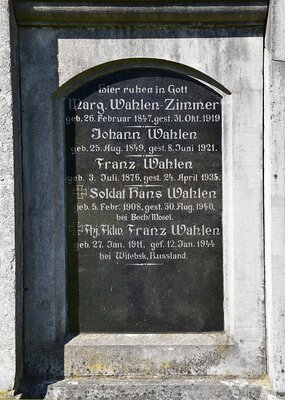 Hier ruhen in Gott
Marg. Wahlen-Zimmer
geb. 26. Februar 1847, gest. 31. Okt. 1919
Johann Wahlen
geb. 25. Aug. 1849, gest. 8. Juni 1921.
Franz Wahlen
geb. 3. Juli. 1876, gest. 24. April 1935.
Soldat Hans Wahlen
geb. 5. Febr. 1908, gest. 30. Aug. 1940,
bei Bech/Mosel.
Fhj. Fldw. Franz Wahlen
geb. 27. Jan. 1911, gef. 12. Jan. 1944
bei Witebsk, Russland.